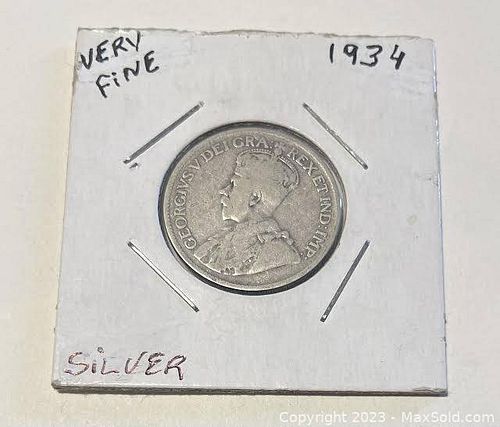 VERY
FiNE
1934
GEORGIVS V DEI GRA: REX ET IND: IMP:
SiLVER
Copyright 2023 - MaxSold.com